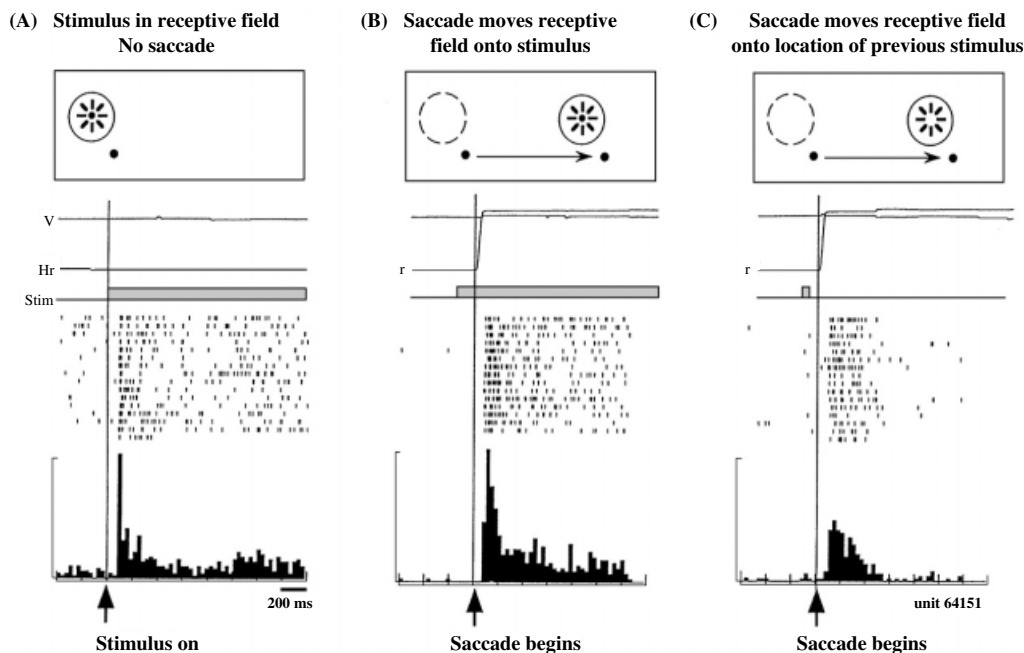 (A) Stimulus in receptive field
No saccade
(B) Saccade moves receptive
field onto stimulus
(C) Saccade moves receptive field
onto location of previous stimulus
V
Hr
Stim
r
r
200 ms
unit 64151
Stimulus on
Saccade begins
Saccade begins